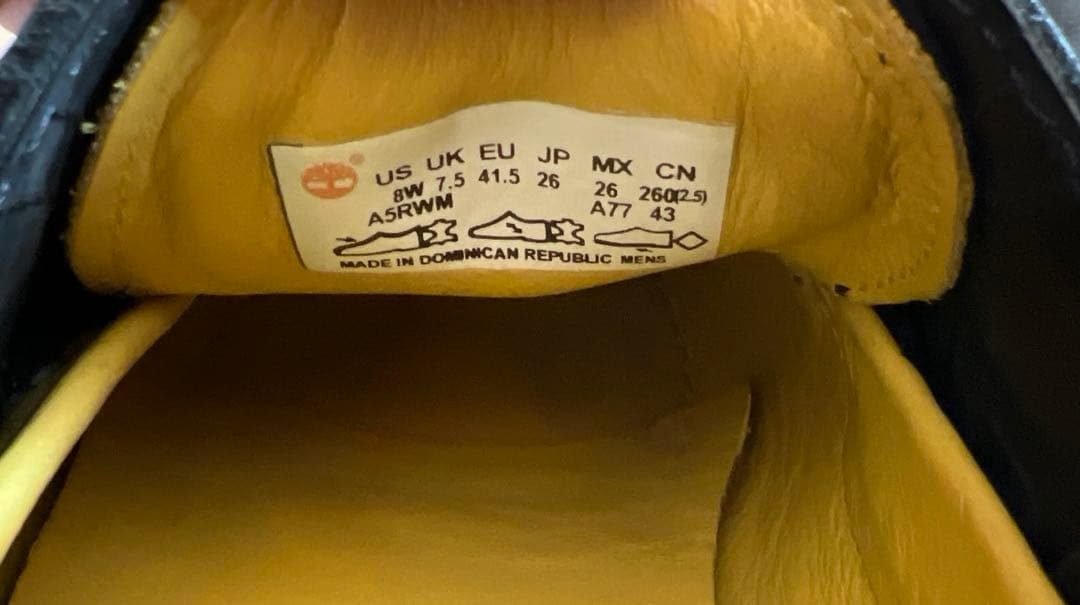 US UK EU JP MX CN
8W 7.5 41.5 26 26 260(2.5)
A5RWM A77 43
MADE IN DOMINICAN REPUBLIC MENS